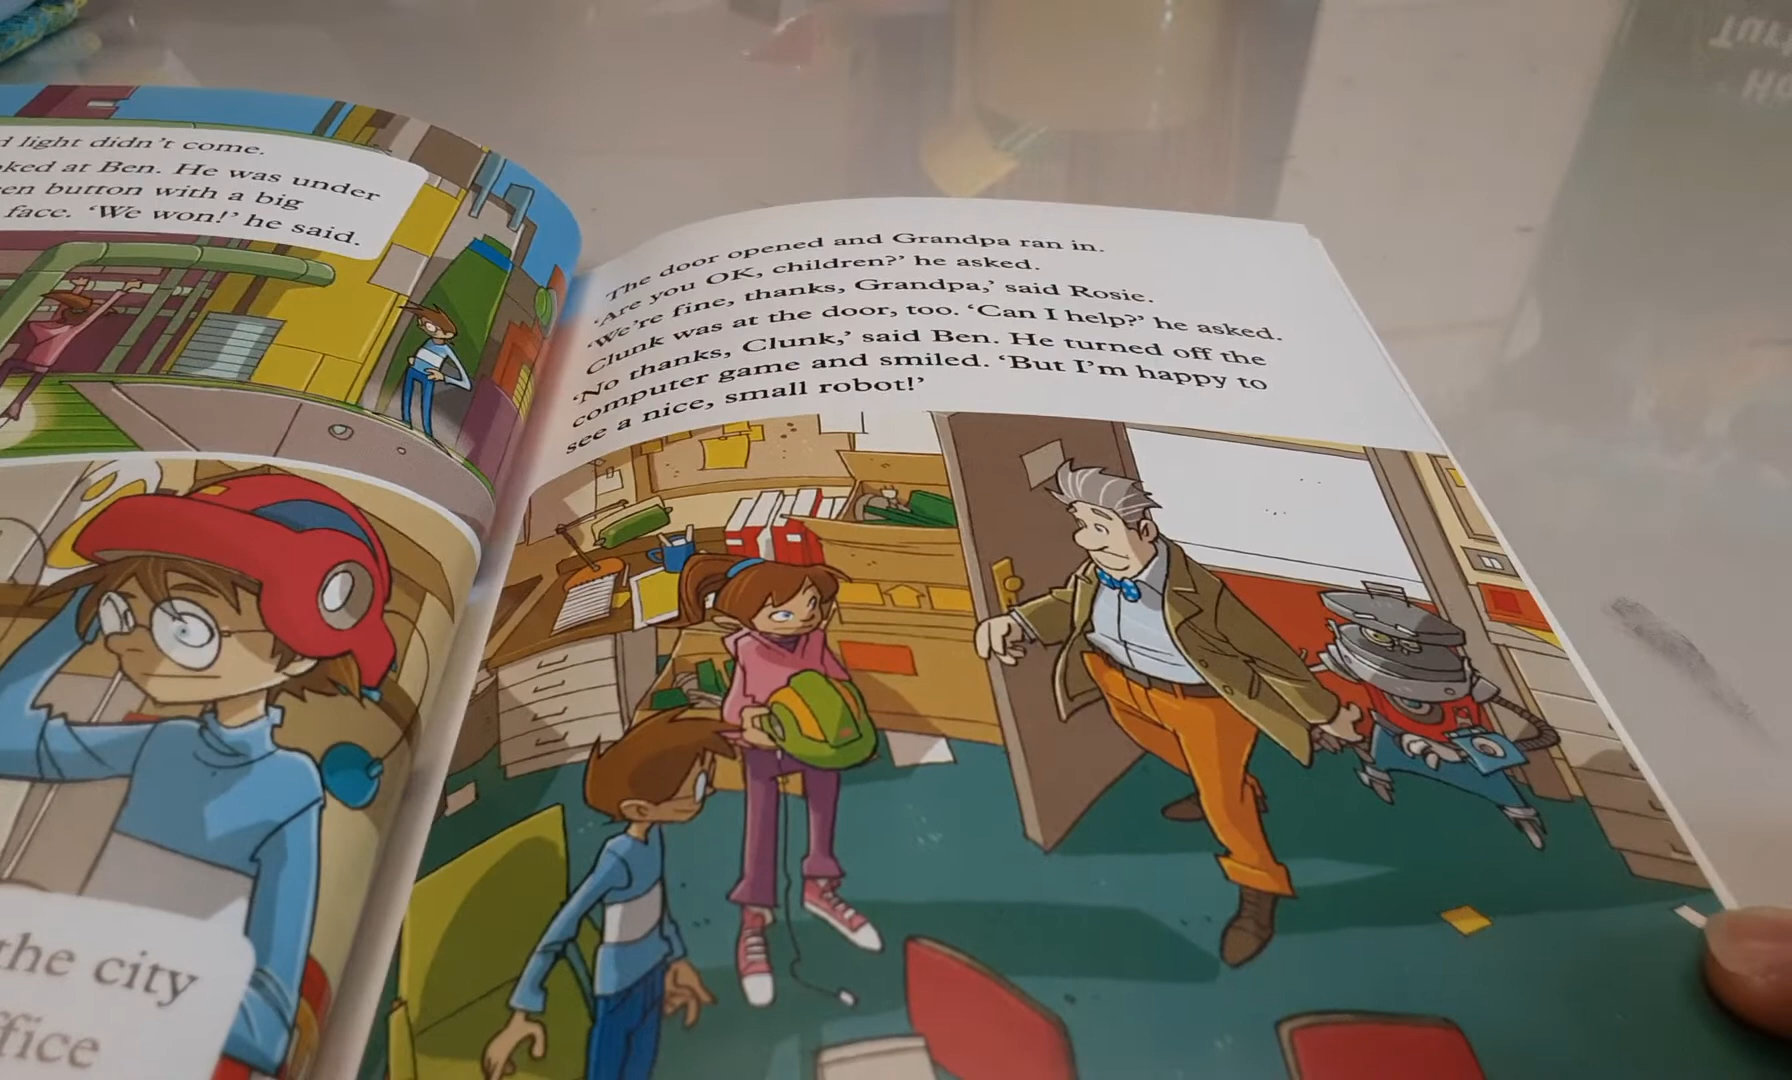 light didn't come.
at Ben. He was under
button with a big
face. 'We won!' he said.
the city
The door opened and Grandpa ran in.
'Are you OK, children?' he asked.
'We're fine, thanks, Grandpa,' said Rosie.
Clunk was at the door, too. 'Can I help?' he asked.
'No thanks, Clunk,' said Ben. He turned off the
computer game and smiled. 'But I'm happy to
see a nice, small robot!'